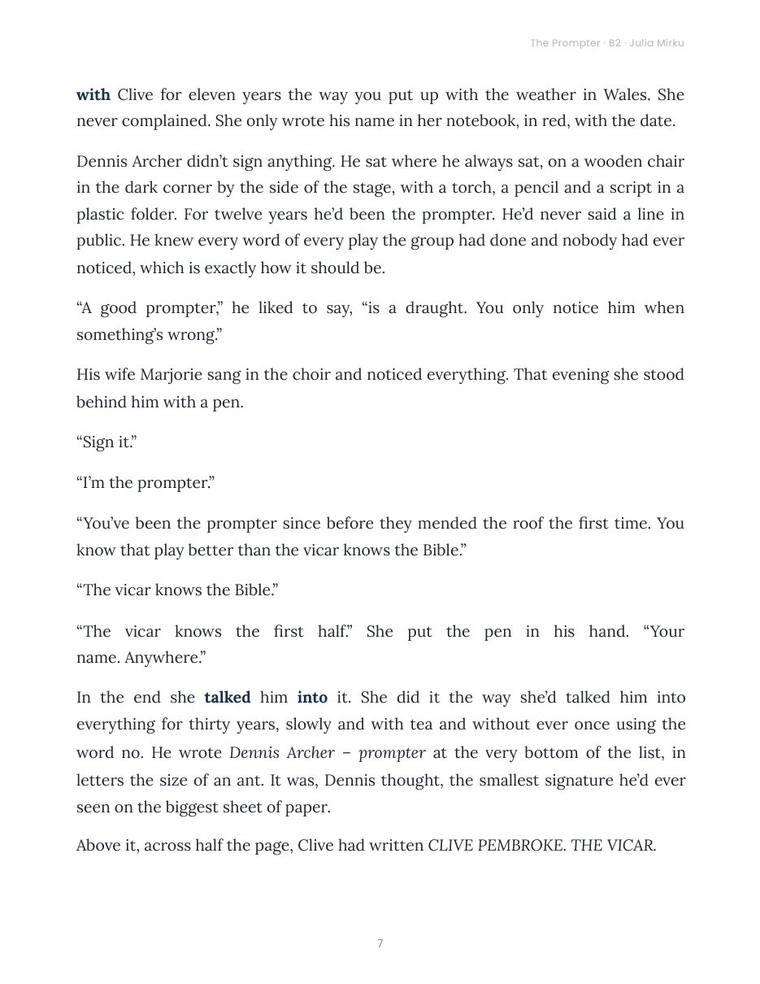 The Prompter · B2 · Julia Mirku
with Clive for eleven years the way you put up with the weather in Wales. She
never complained. She only wrote his name in her notebook, in red, with the date.
Dennis Archer didn’t sign anything. He sat where he always sat, on a wooden chair
in the dark corner by the side of the stage, with a torch, a pencil and a script in a
plastic folder. For twelve years he’d been the prompter. He’d never said a line in
public. He knew every word of every play the group had done and nobody had ever
noticed, which is exactly how it should be.
“A good prompter,” he liked to say, “is a draught. You only notice him when
something’s wrong.”
His wife Marjorie sang in the choir and noticed everything. That evening she stood
behind him with a pen.
“Sign it.”
“I’m the prompter.”
“You’ve been the prompter since before they mended the roof the first time. You
know that play better than the vicar knows the Bible.”
“The vicar knows the Bible.”
“The vicar knows the first half.” She put the pen in his hand. “Your
name. Anywhere.”
In the end she talked him into it. She did it the way she’d talked him into
everything for thirty years, slowly and with tea and without ever once using the
word no. He wrote Dennis Archer – prompter at the very bottom of the list, in
letters the size of an ant. It was, Dennis thought, the smallest signature he’d ever
seen on the biggest sheet of paper.
Above it, across half the page, Clive had written CLIVE PEMBROKE. THE VICAR.
7